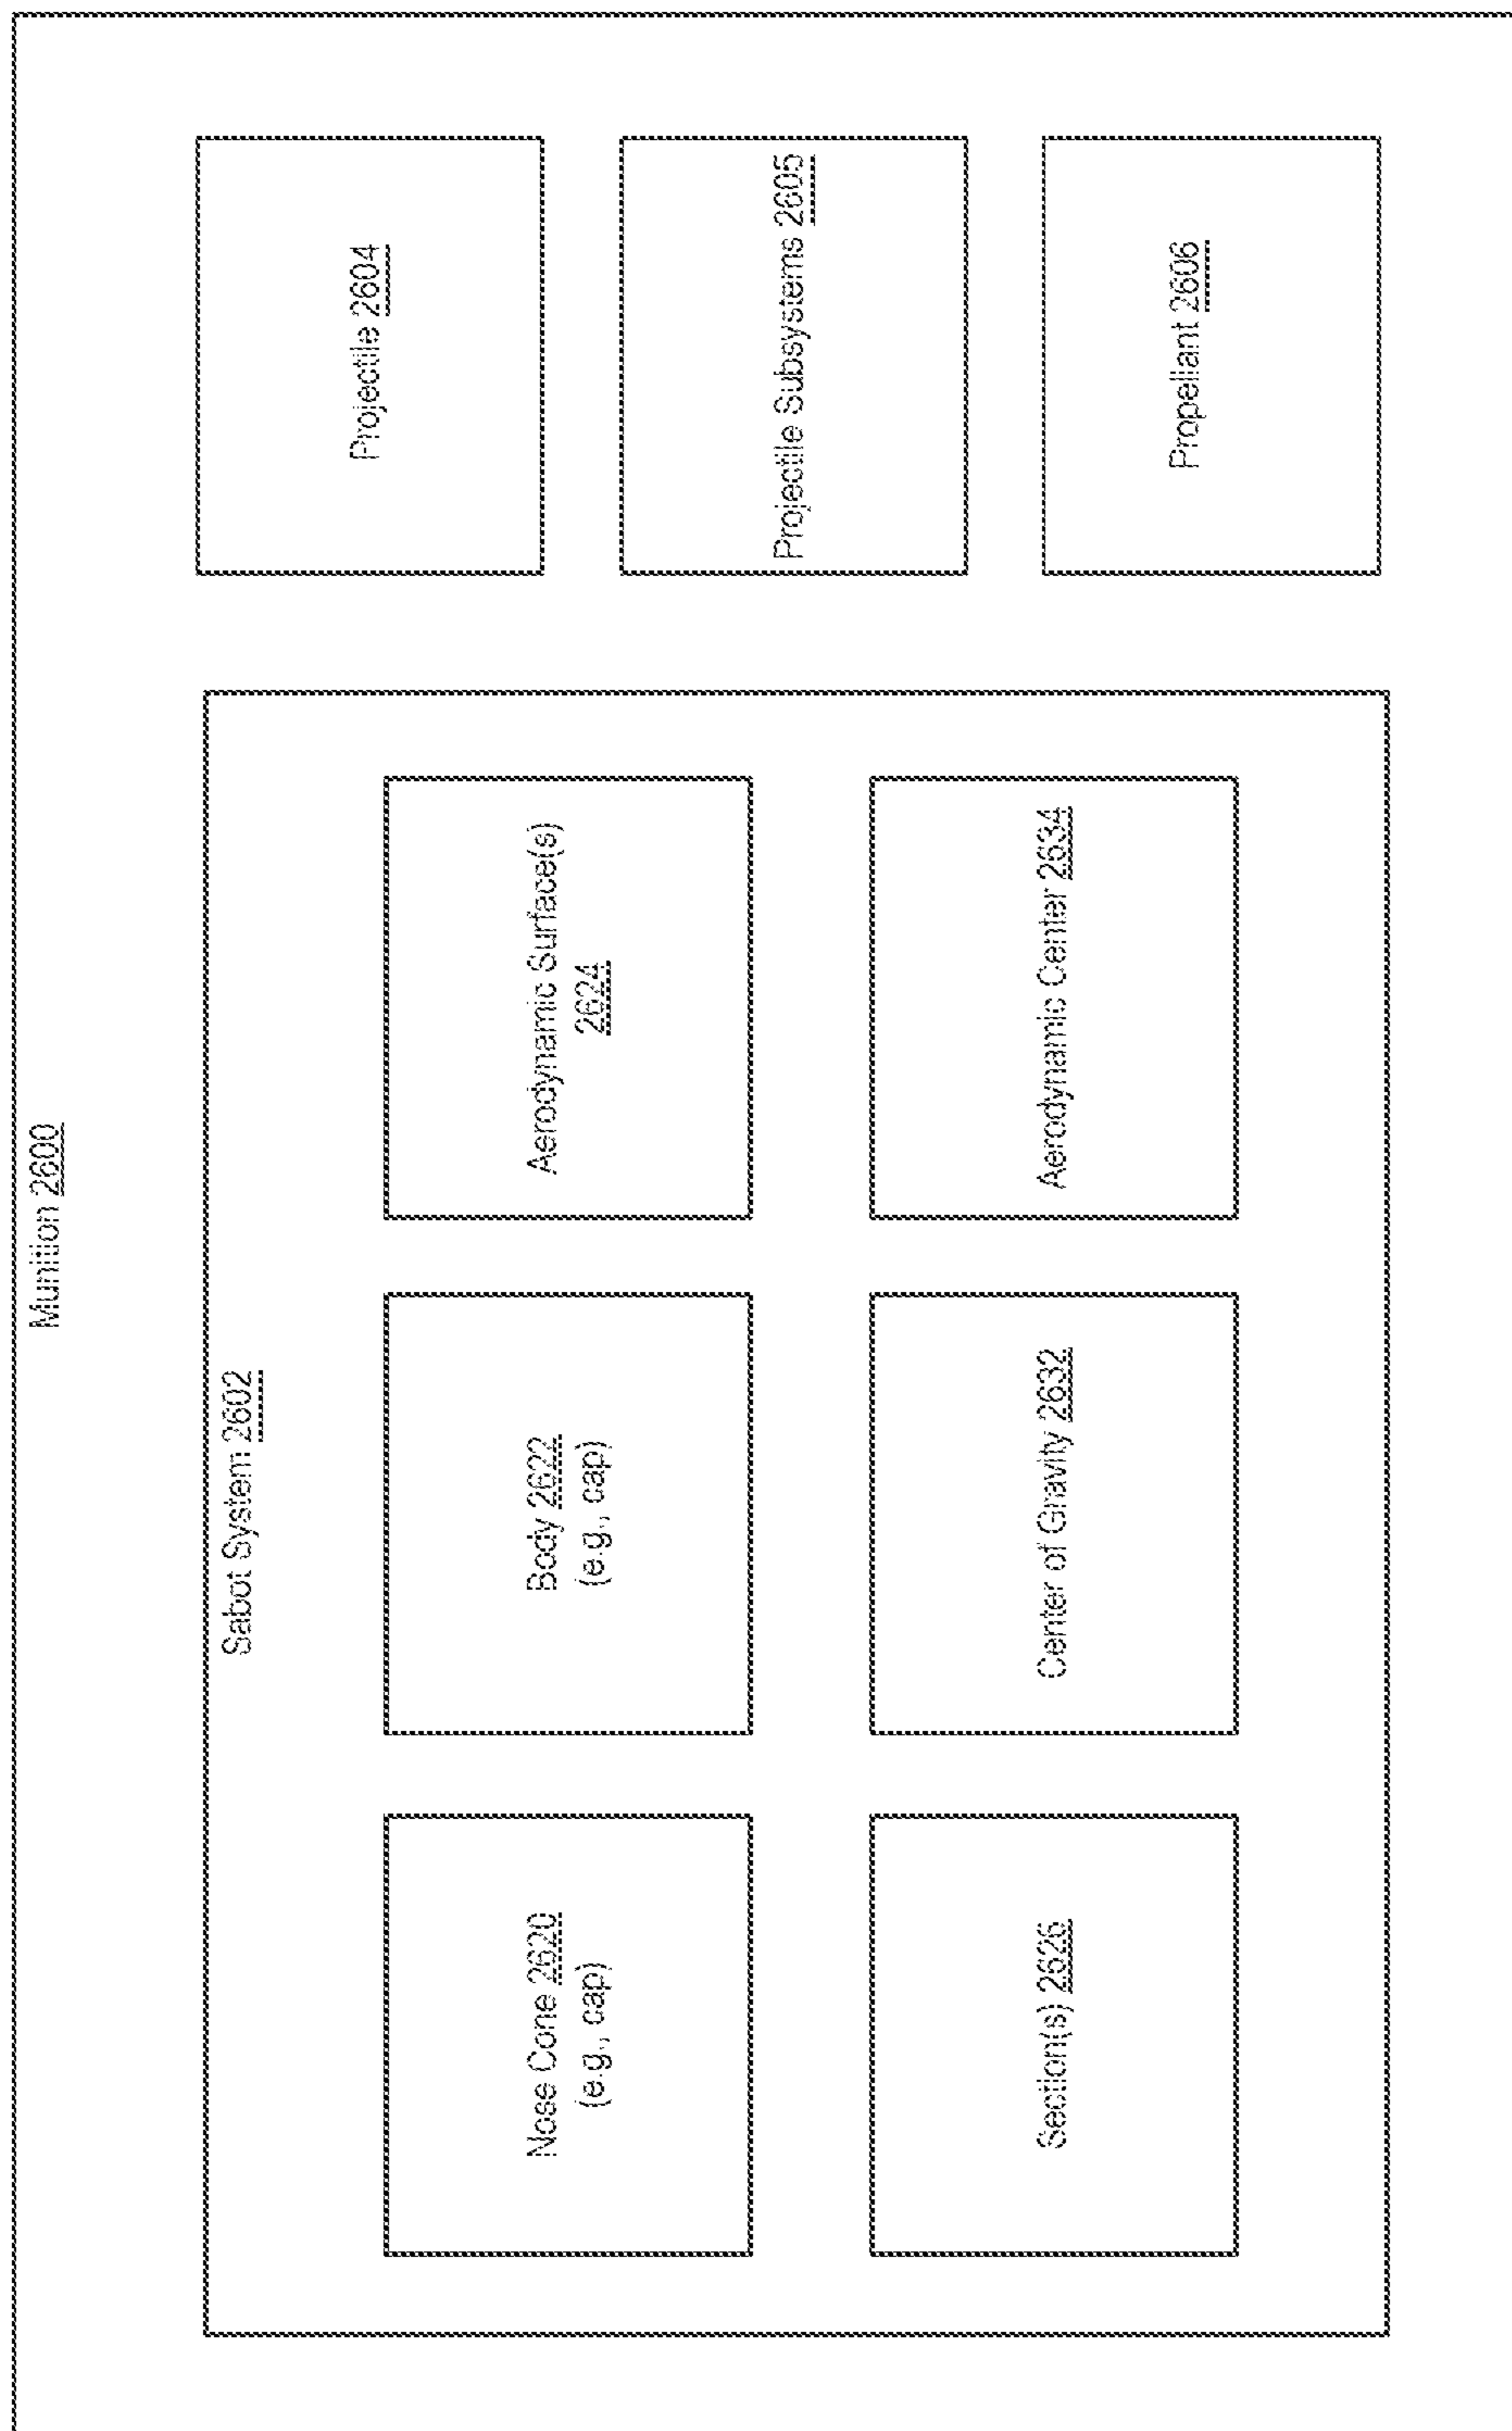 Munition 2600
Sabot System 2602
Nose Cone 2620
(e.g., cap)
Body 2622
(e.g., cap)
Aerodynamic Surface(s)
2624
Section(s) 2626
Center of Gravity 2632
Aerodynamic Center 2634
Projectile 2604
Projectile Subsystems 2605
Propellant 2606